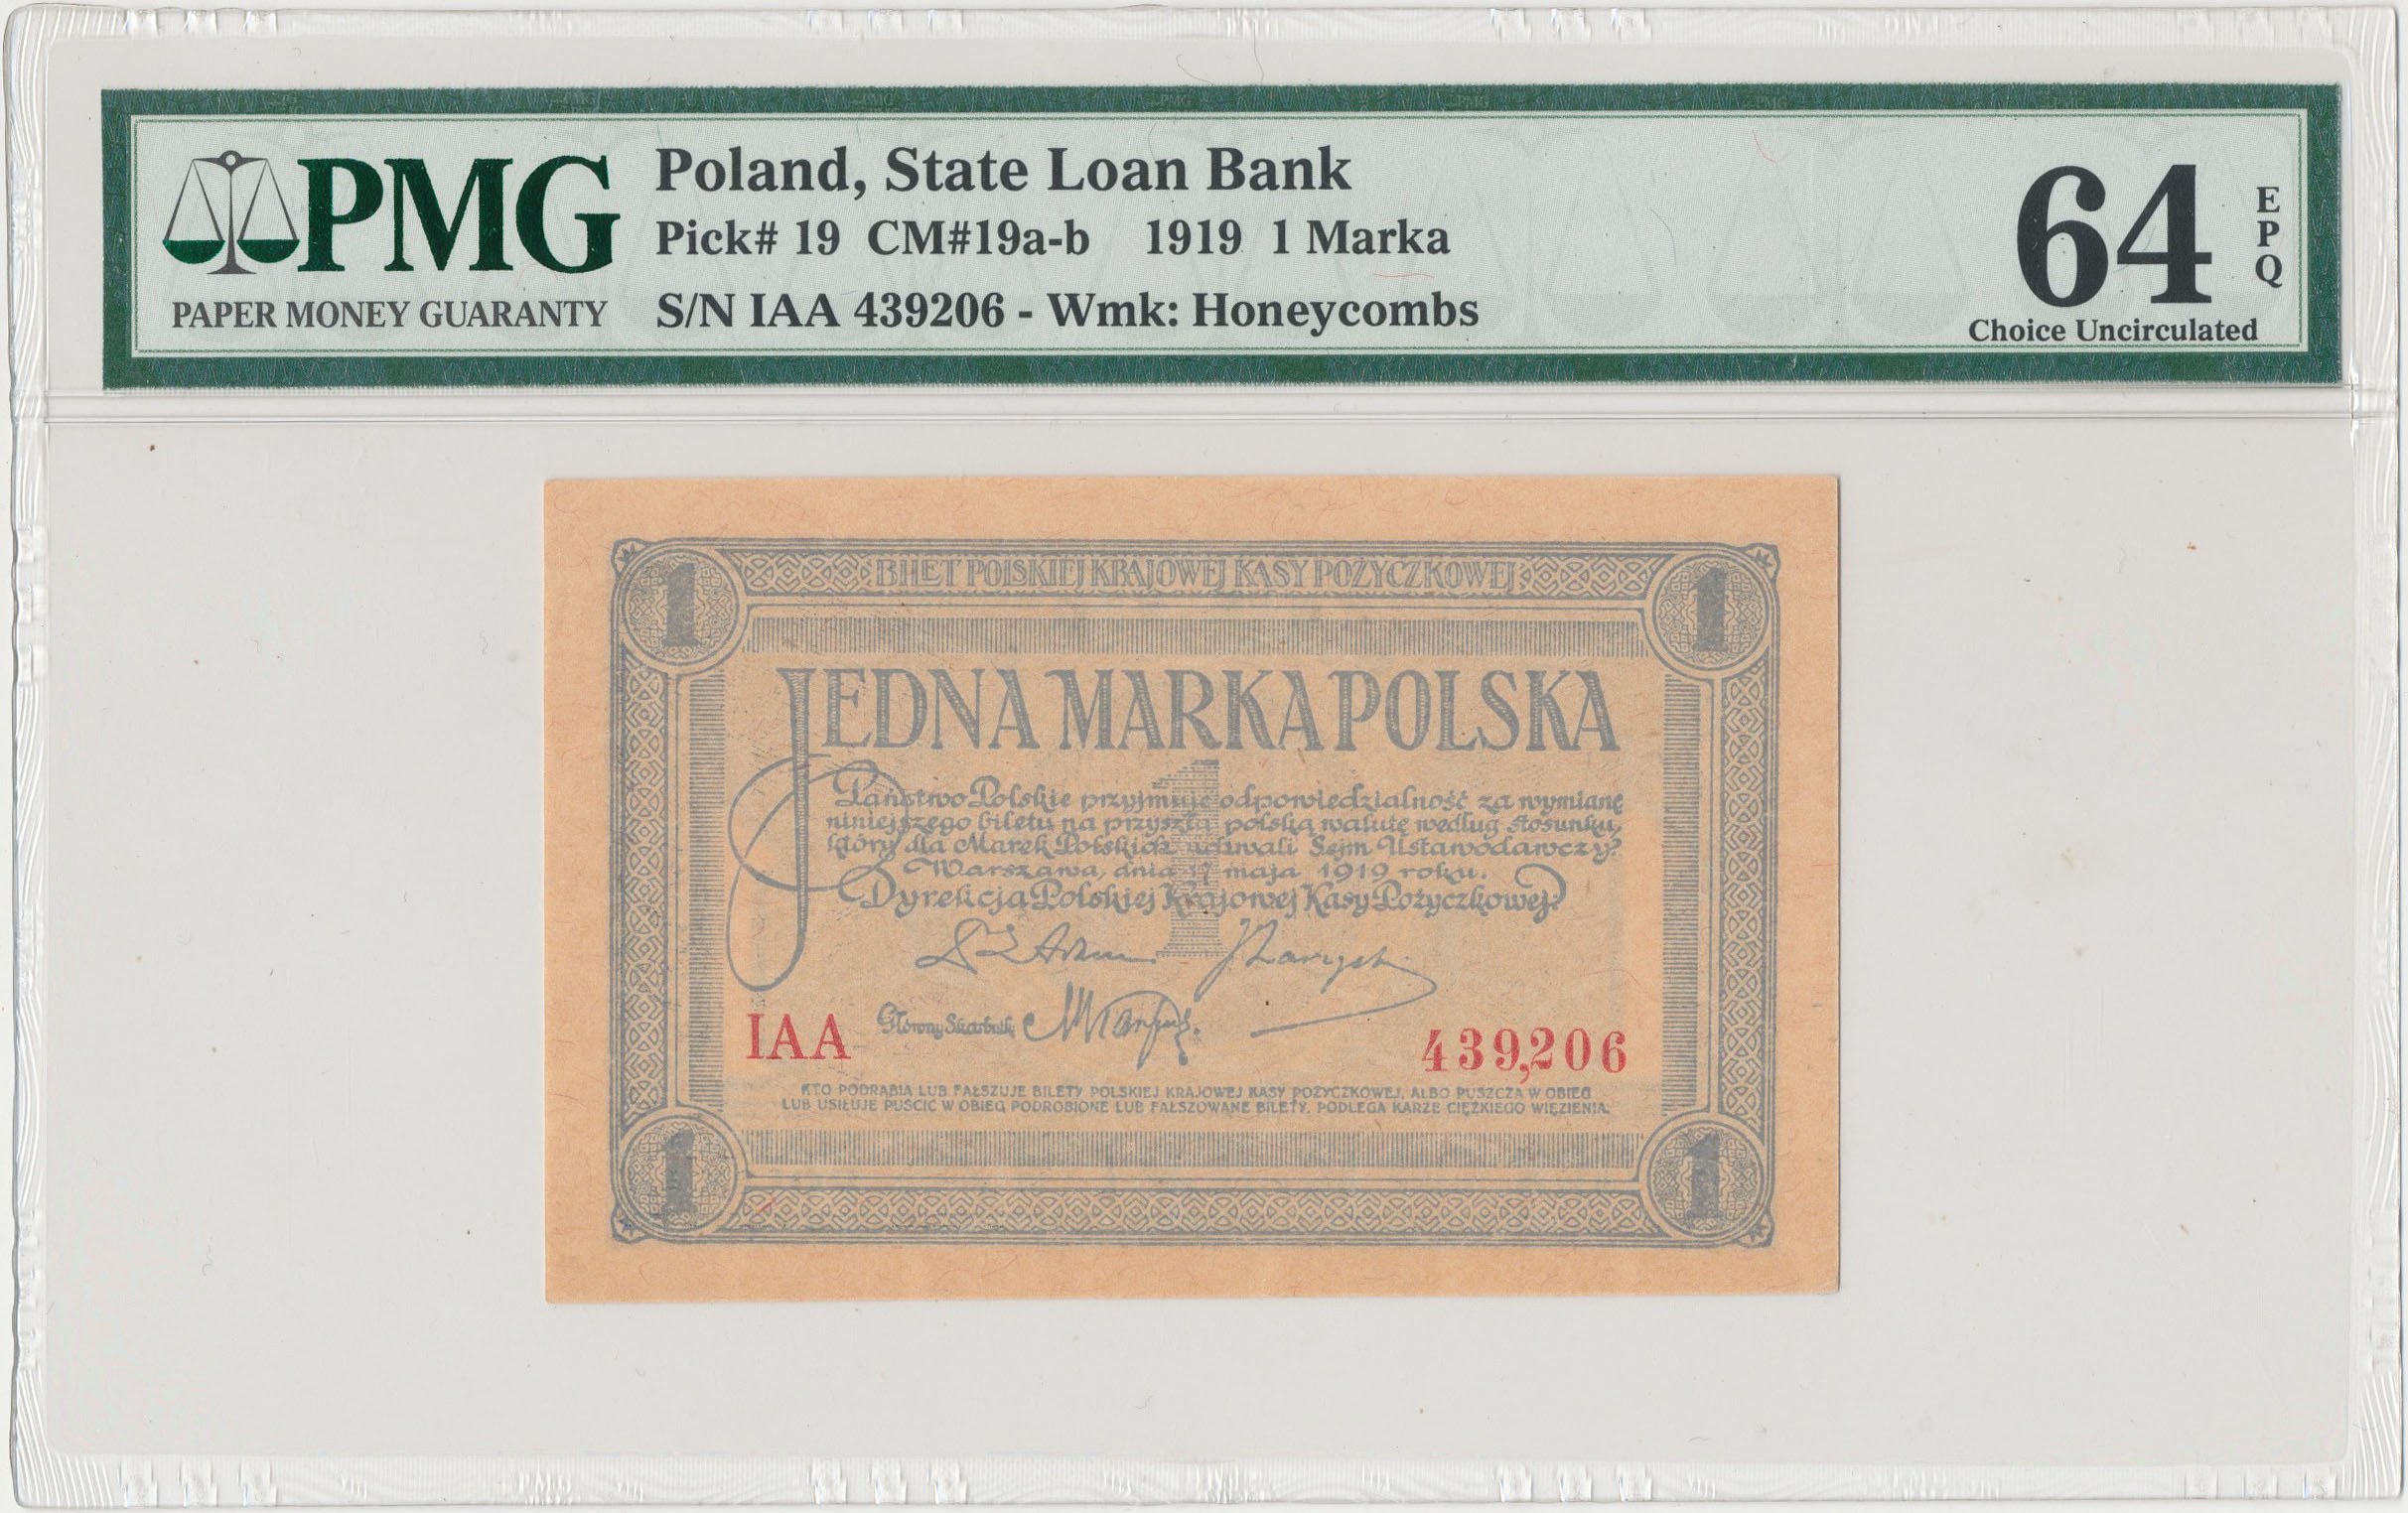 PMG
PAPER MONEY GUARANTY
Poland, State Loan Bank
Pick# 19 CM#19a-b 1919 1 Marka
S/N IAA 439206 - Wmk: Honeycombs
64
EPQ
Choice Uncirculated
1
BILET POLSKIEJ KRAJOWEJ KASY POŻYCZKOWEJ
1
JEDNA MARKA POLSKA
1
Państwo Polskie przyjmuje odpowiedzialność za wymianę
niniejszego biletu na przyszłą polską walutę według stosunku,
który dla Marek Polskich uchwali Sejm Ustawodawczy.
Warszawa, dnia 17 maja 1919 roku.
Dyrekcja Polskiej Krajowej Kasy Pożyczkowej:
IAA
Główny Skarbnik
439,206
KTO PODRABIA LUB FAŁSZUJE BILETY POLSKIEJ KRAJOWEJ KASY POŻYCZKOWEJ, ALBO PUSZCZA W OBIEG
LUB USIŁUJE PUŚCIĆ W OBIEG PODROBIONE LUB FAŁSZOWANE BILETY, PODLEGA KARZE CIĘŻKIEGO WIĘZIENIA.
1
1